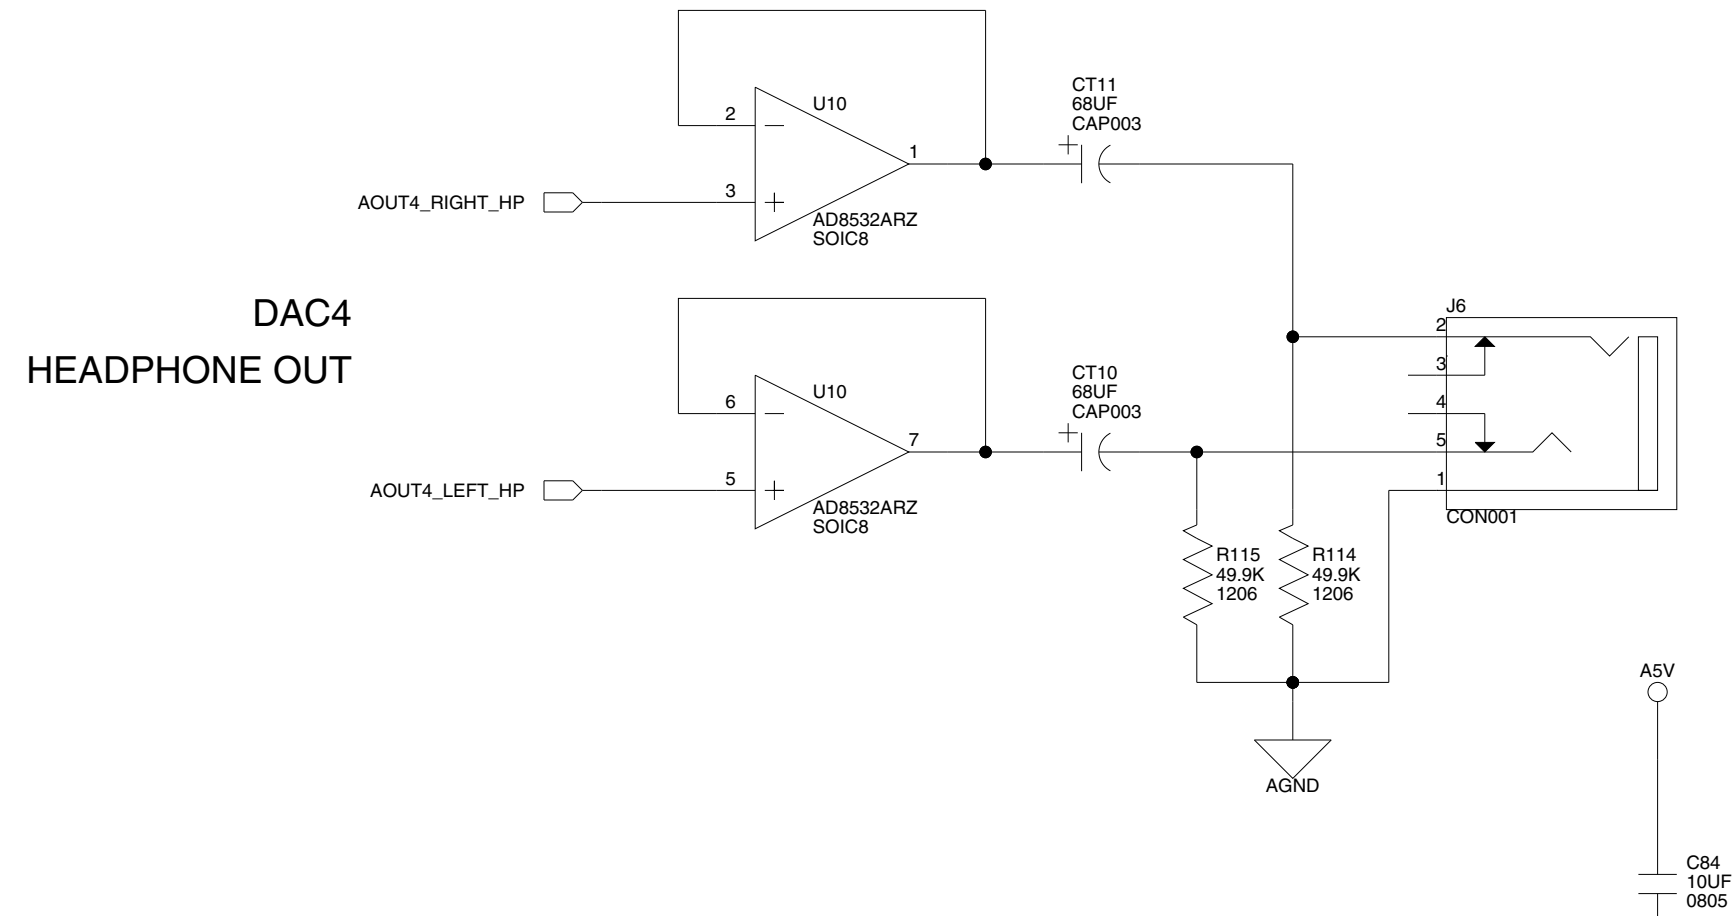 CT11
68UF
CAP003
U10
2
1
3
AOUT4_RIGHT_HP
AD8532ARZ
SOIC8
DAC4
HEADPHONE OUT
J6
2
3
4
5
1
CON001
CT10
68UF
CAP003
U10
6
7
5
AOUT4_LEFT_HP
AD8532ARZ
SOIC8
R115
49.9K
1206
R114
49.9K
1206
AGND
A5V
C84
10UF
0805